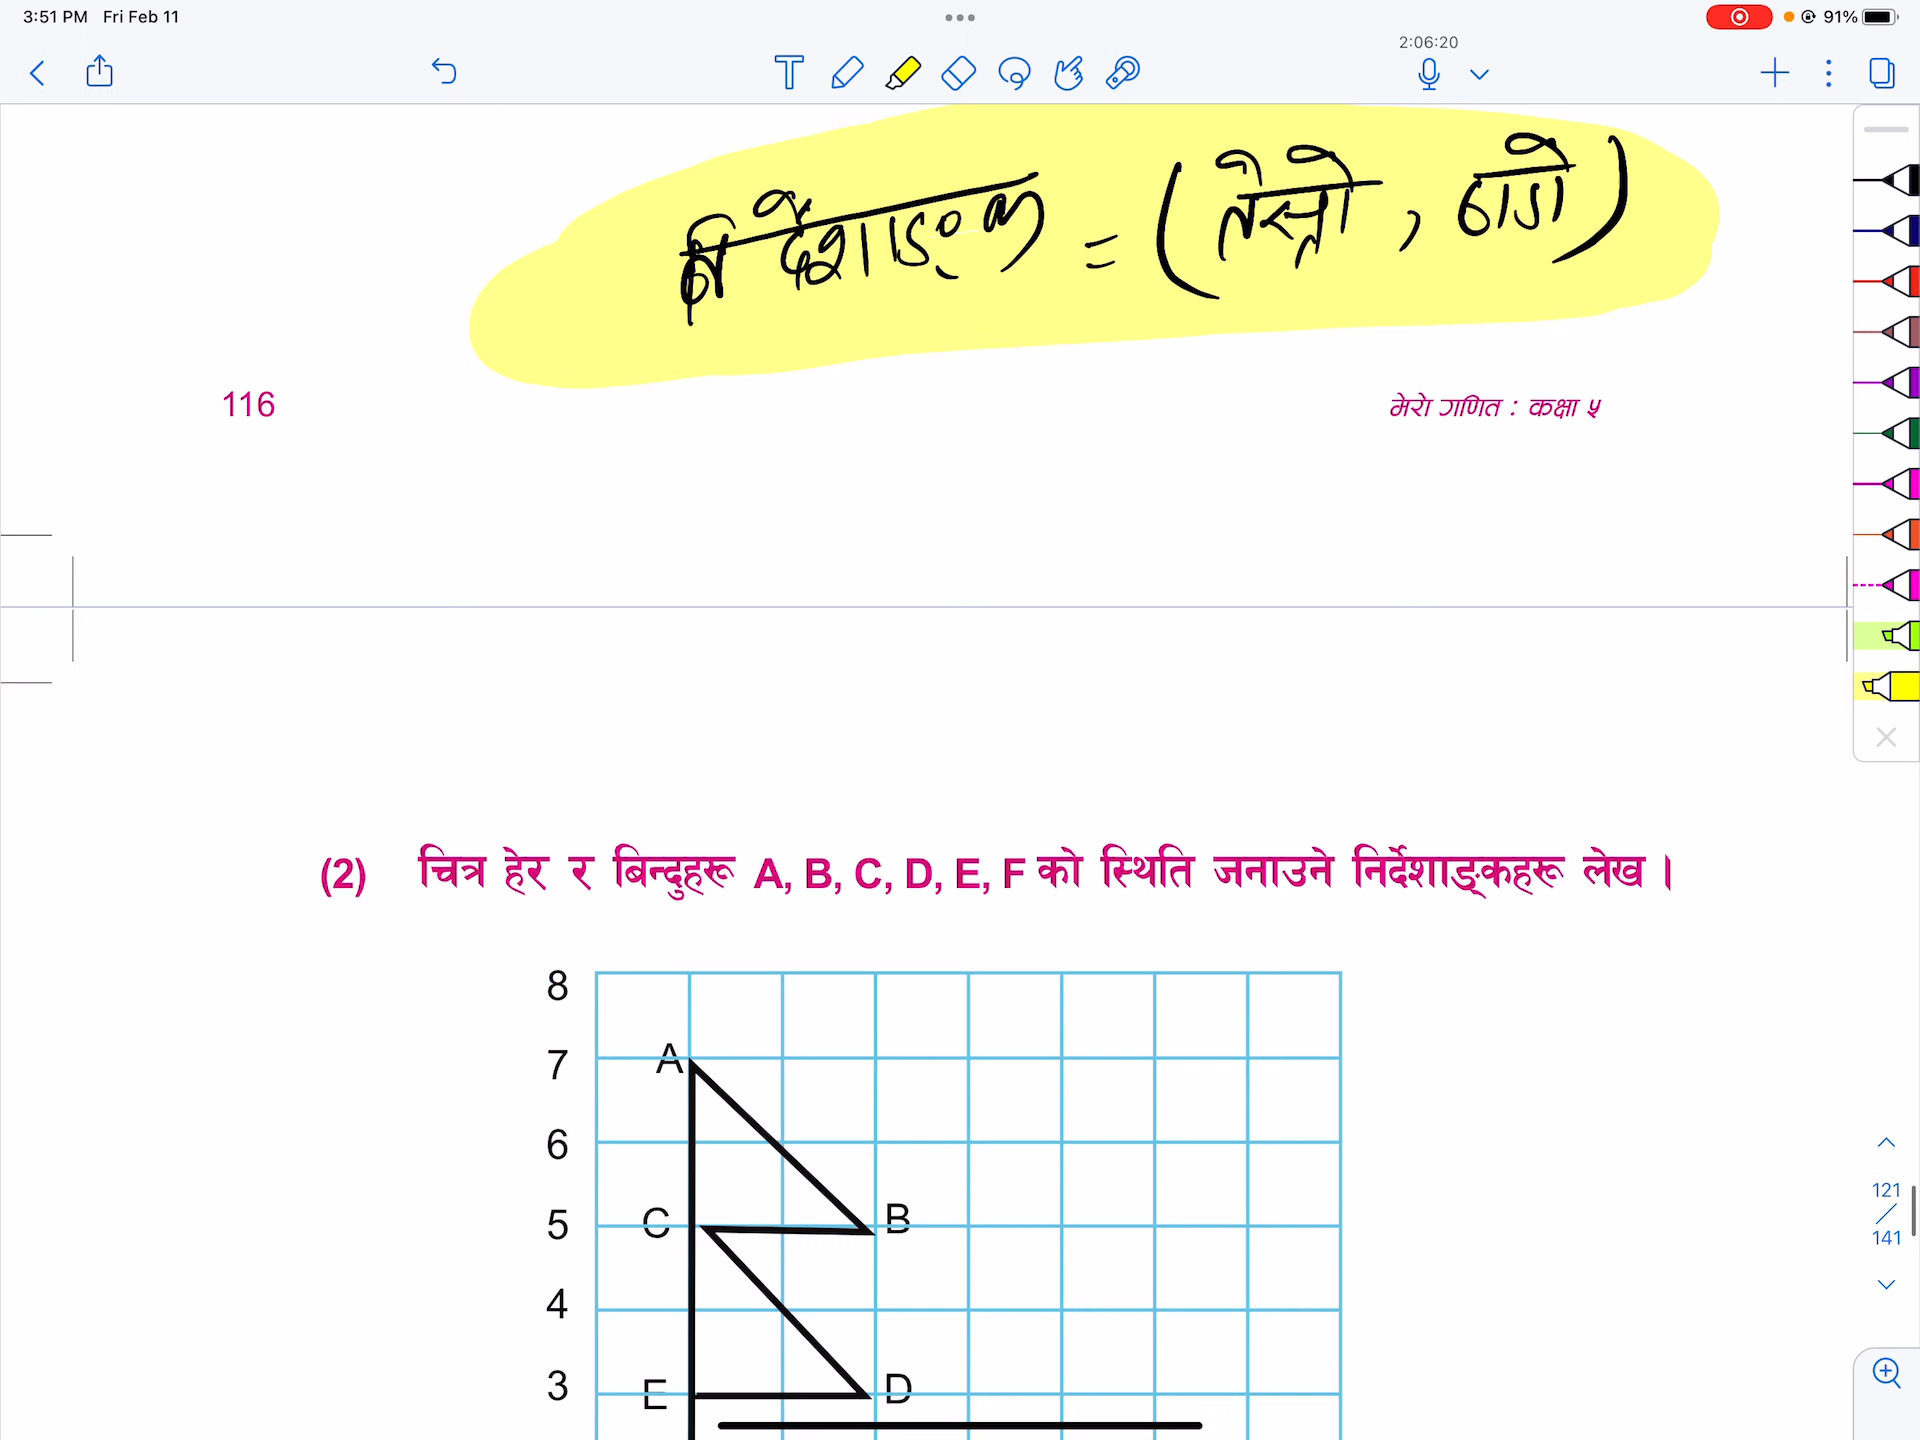 3:51 PM Fri Feb 11
91%
2:06:20
निर्देशाङ्क = (तेर्स्रो, ठाडो)
116
मेरो गणित : कक्षा ५
(2) चित्र हेर र बिन्दुहरू A, B, C, D, E, F को स्थिति जनाउने निर्देशाङ्कहरू लेख ।
8
7 A
6
5 C B
4
3 E D
121
141